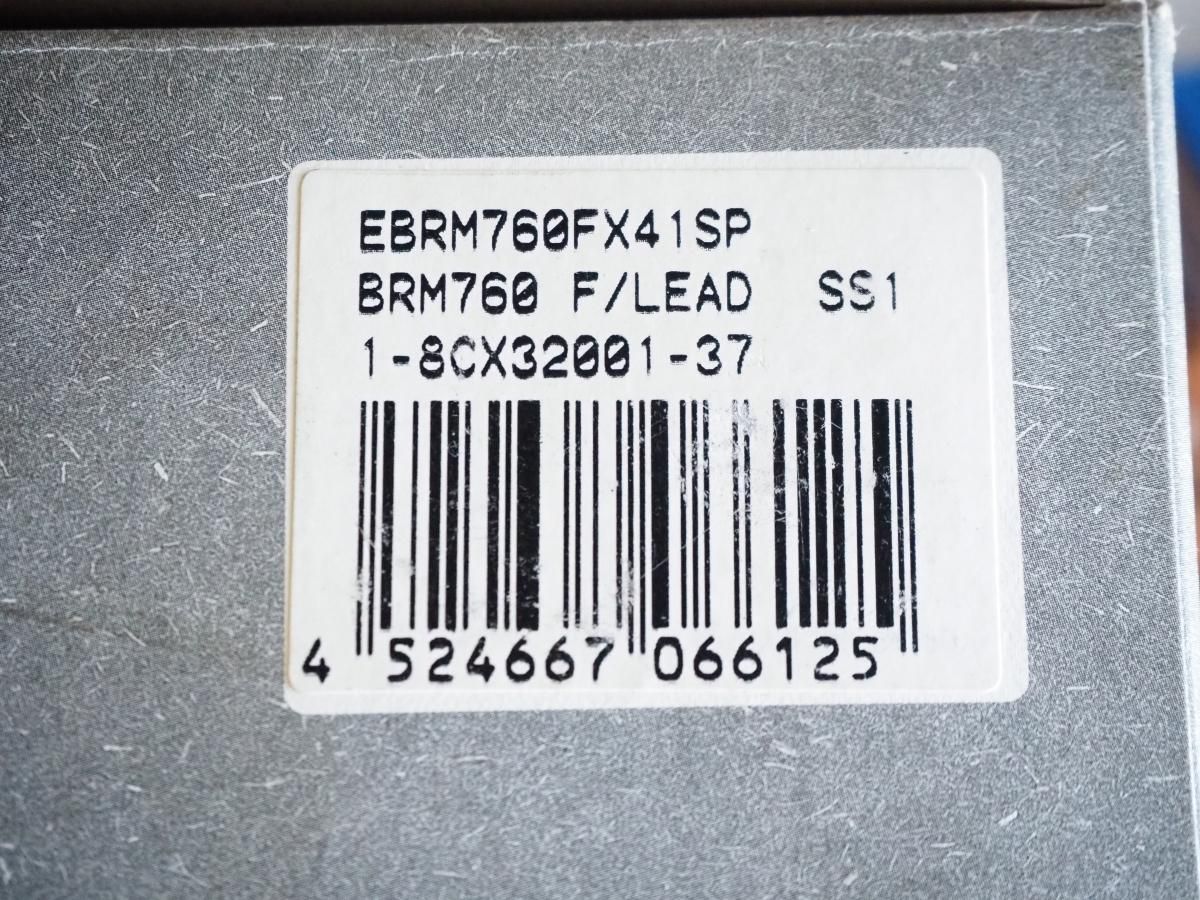 EBRM760FX41SP
BRM760 F/LEAD SS1
1-8CX32001-37
4 524667 066125